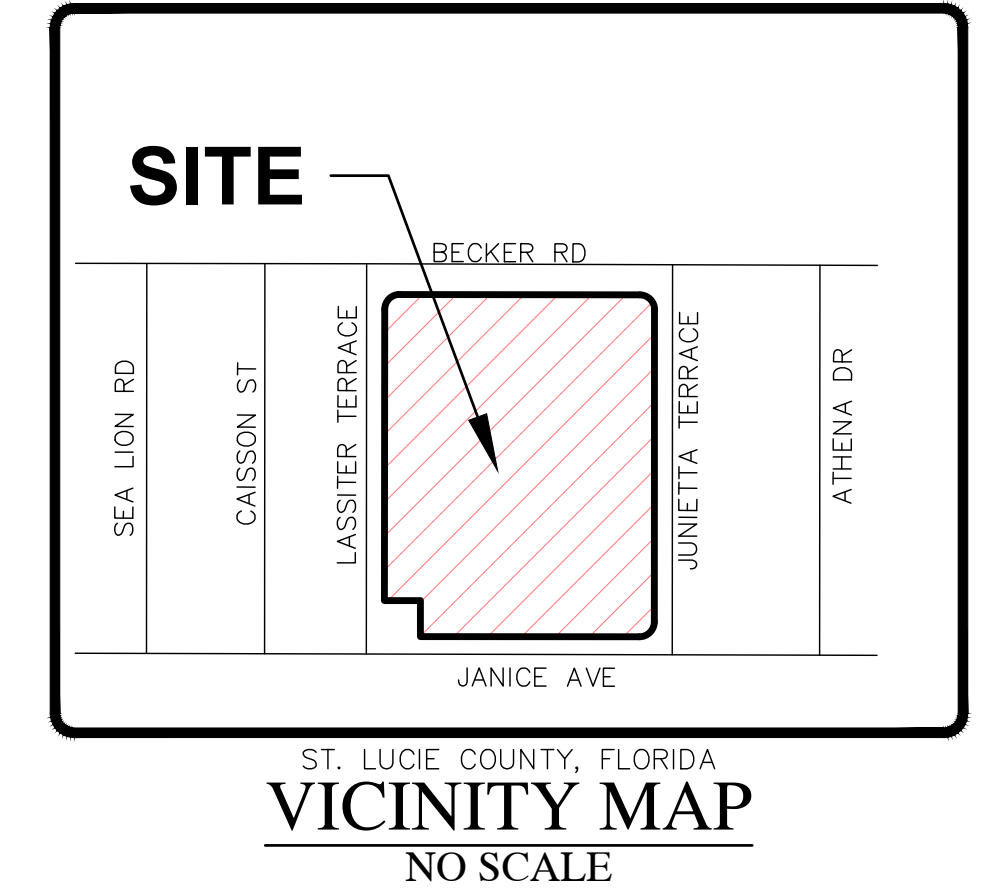 SITE
BECKER RD
SEA LION RD
CAISSON ST
LASSITER TERRACE
JUNIETTA TERRACE
ATHENA DR
JANICE AVE
ST. LUCIE COUNTY, FLORIDA
VICINITY MAP
NO SCALE